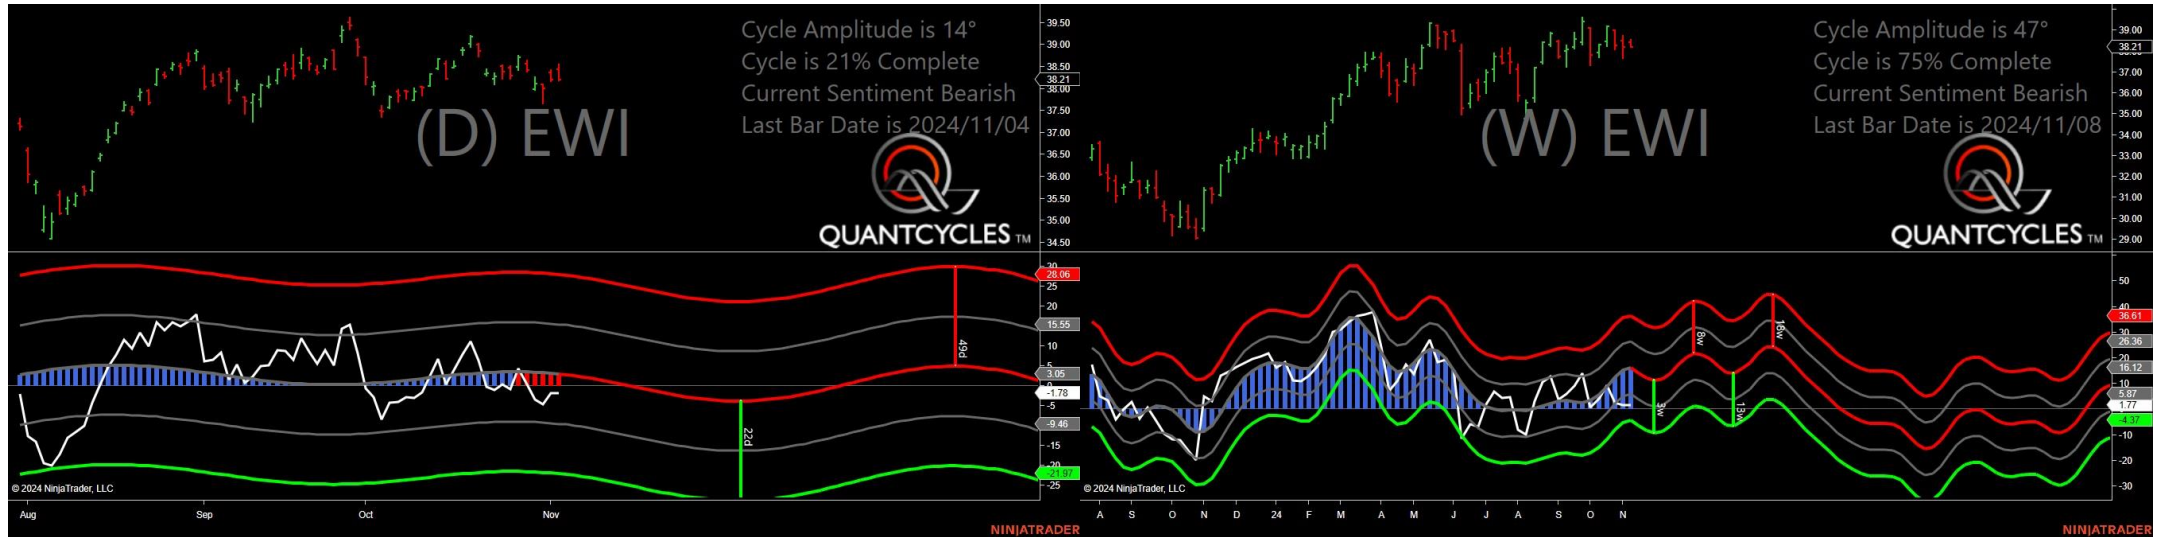 Cycle Amplitude is 14°
Cycle is 21% Complete
Current Sentiment Bearish
Last Bar Date is 2024/11/04
(D) EWI
QUANTCYCLES TM
39.50
39.00
38.50
38.21
38.00
37.50
37.00
36.50
36.00
35.50
35.00
34.50
30
28.06
25
20
15.55
10
5
3.05
-1.78
-5
-9.46
-15
-21.97
-25
49d
22d
© 2024 NinjaTrader, LLC
Aug Sep Oct Nov
NINJATRADER
Cycle Amplitude is 47°
Cycle is 75% Complete
Current Sentiment Bearish
Last Bar Date is 2024/11/08
(W) EWI
QUANTCYCLES TM
39.00
38.21
37.00
36.00
35.00
34.00
33.00
32.00
31.00
30.00
29.00
50
40
36.61
30
26.36
20
16.12
10
5.87
1.77
-4.37
-10
-20
-30
8w
18w
3w
13w
© 2024 NinjaTrader, LLC
A S O N D 24 F M A M J J A S O N
NINJATRADER